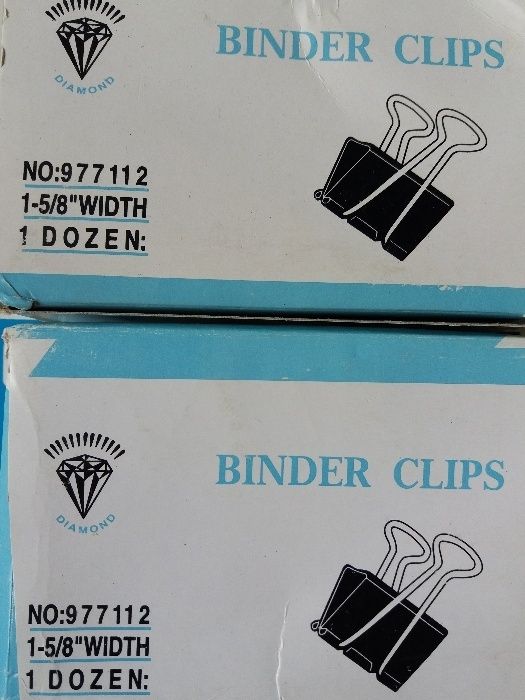 BINDER CLIPS
DIAMOND
NO:977112
1-5/8"WIDTH
1 DOZEN:
BINDER CLIPS
DIAMOND
NO:977112
1-5/8"WIDTH
1 DOZEN: